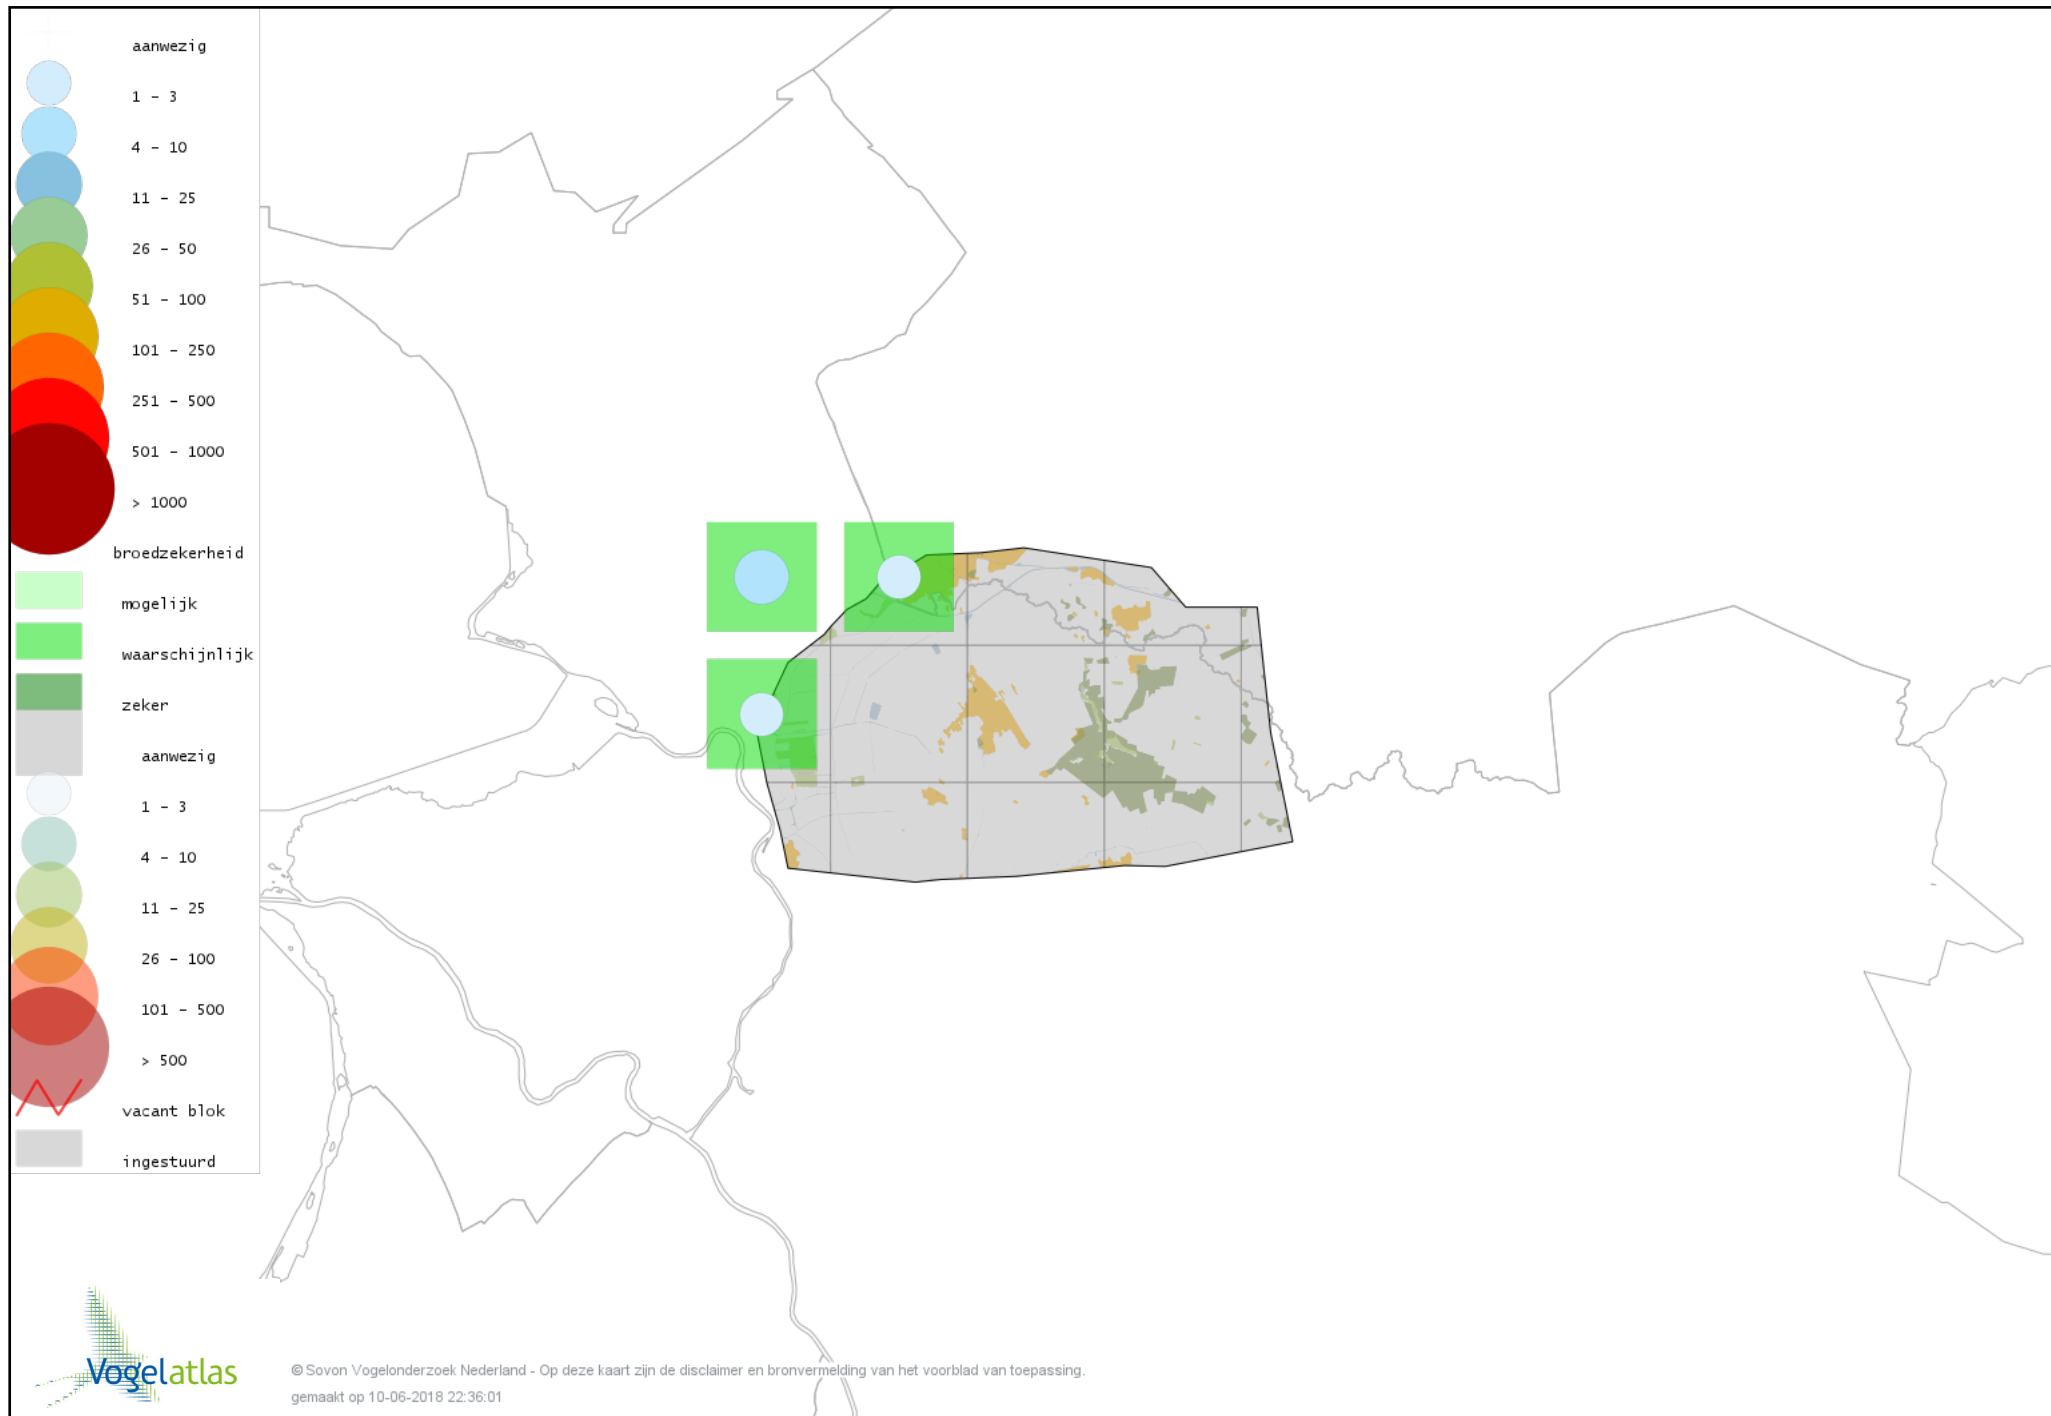 aanwezig
1 - 3
4 - 10
11 - 25
26 - 50
51 - 100
101 - 250
251 - 500
501 - 1000
> 1000
broedzekerheid
mogelijk
waarschijnlijk
zeker
aanwezig
1 - 3
4 - 10
11 - 25
26 - 100
101 - 500
> 500
vacant blok
ingestuurd
Vogelatlas
© Sovon Vogelonderzoek Nederland - Op deze kaart zijn de disclaimer en bronvermelding van het voorblad van toepassing.
gemaakt op 10-06-2018 22:36:01